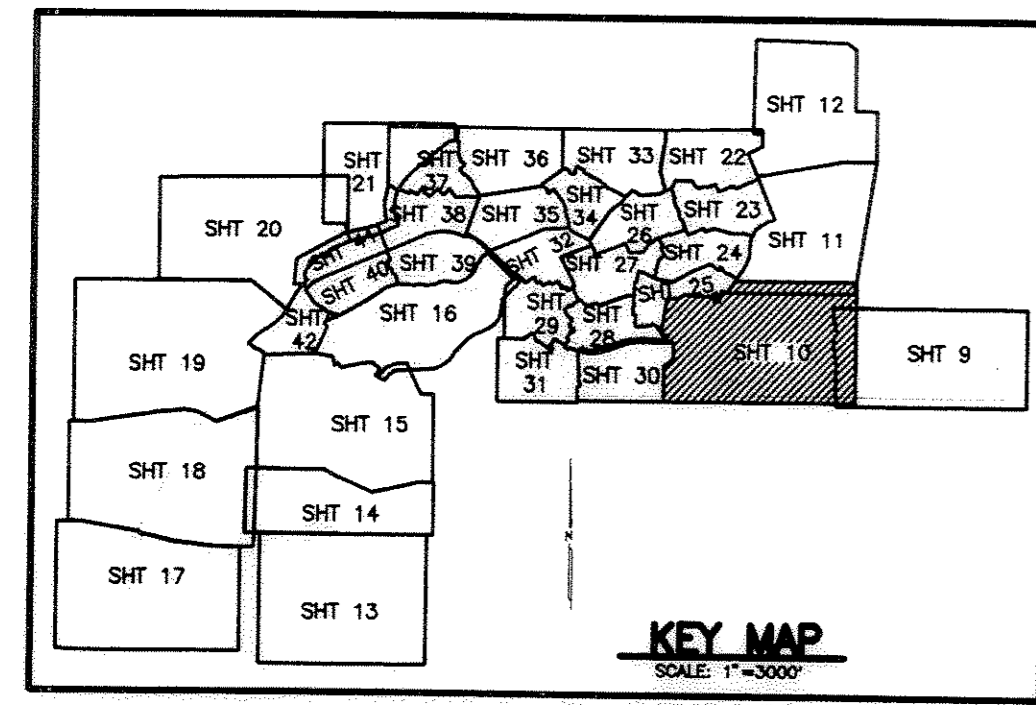 SHT 12
SHT
21
SHT
37
SHT 36
SHT 33
SHT 22
SHT 20
SHT 38
SHT 35
SHT
34
SHT
26
SHT 23
SHT 11
SHT 40
SHT 39
SHT 32
SHT 27
SHT 24
SHT
25
SHT
42
SHT 16
SHT
29
SHT
28
SHT 10
SHT 9
SHT 19
SHT
31
SHT 30
SHT 15
SHT 18
SHT 14
N
SHT 17
SHT 13
KEY MAP
SCALE: 1"=3000'